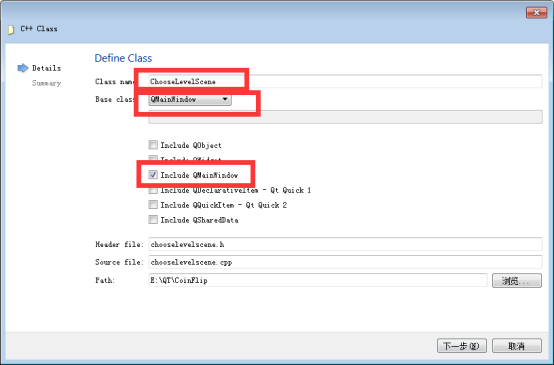 C++ Class
Define Class
Details
Summary
Class name: ChooseLevelScene
Base class: QMainWindow
Include QObject
Include QWidget
Include QMainWindow
Include QDeclarativeItem - Qt Quick 1
Include QQuickItem - Qt Quick 2
Include QSharedData
Header file: chooselevelscene.h
Source file: chooselevelscene.cpp
Path: E:\QT\CoinFlip 浏览...
下一步(N) 取消